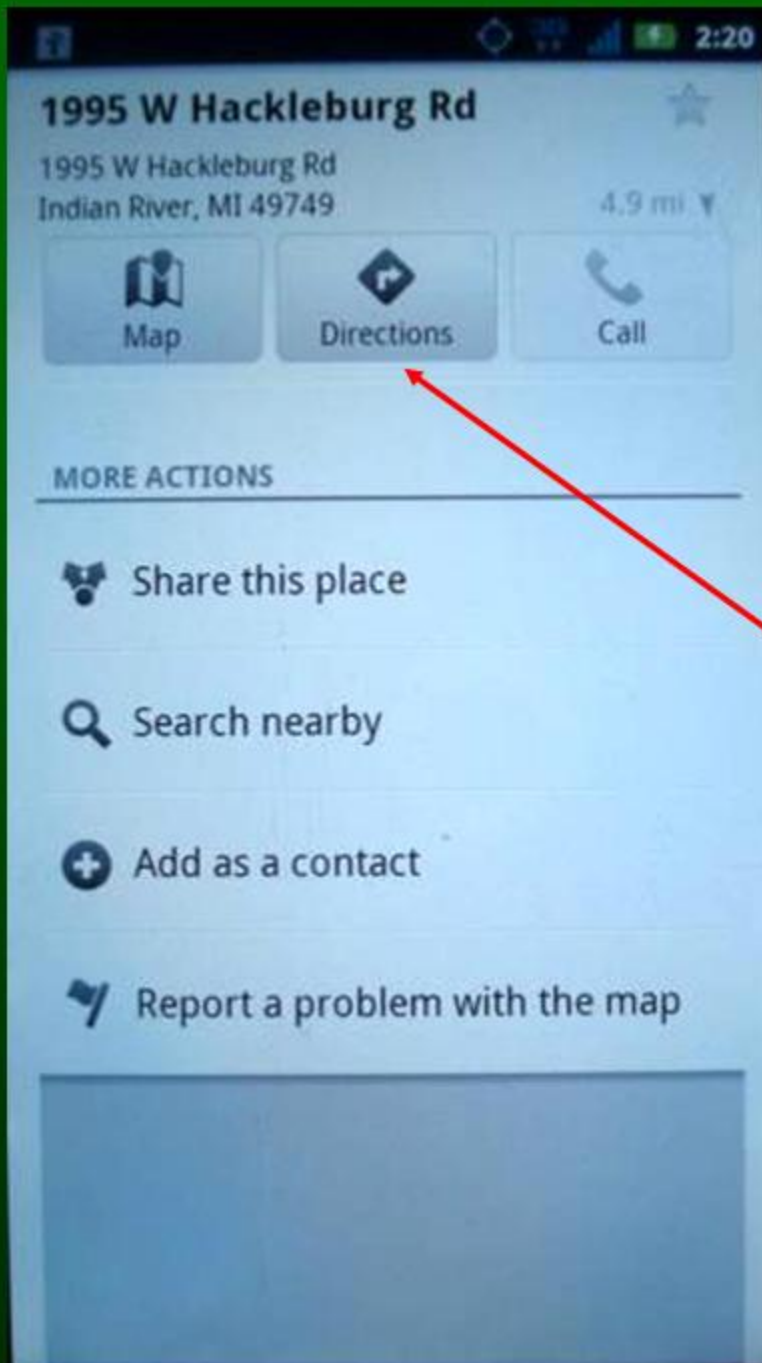 2:20
1995 W Hackleburg Rd
1995 W Hackleburg Rd
Indian River, MI 49749
4.9 mi
Map
Directions
Call
MORE ACTIONS
Share this place
Search nearby
Add as a contact
Report a problem with the map